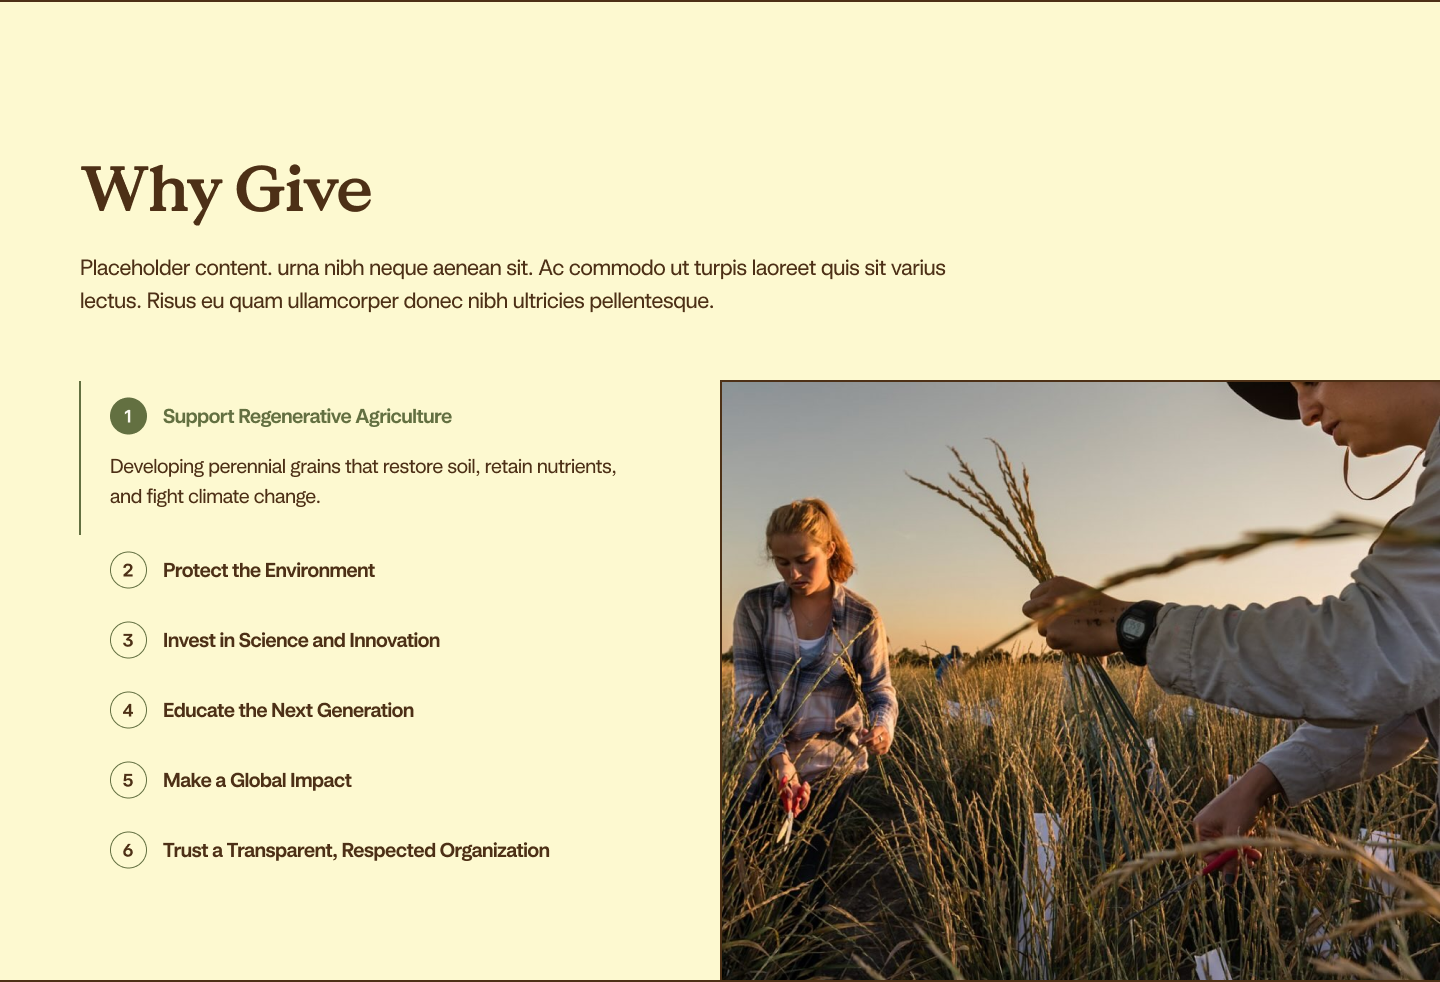 Why Give
Placeholder content. urna nibh neque aenean sit. Ac commodo ut turpis laoreet quis sit varius
lectus. Risus eu quam ullamcorper donec nibh ultricies pellentesque.
1 Support Regenerative Agriculture
Developing perennial grains that restore soil, retain nutrients,
and fight climate change.
2 Protect the Environment
3 Invest in Science and Innovation
4 Educate the Next Generation
5 Make a Global Impact
6 Trust a Transparent, Respected Organization